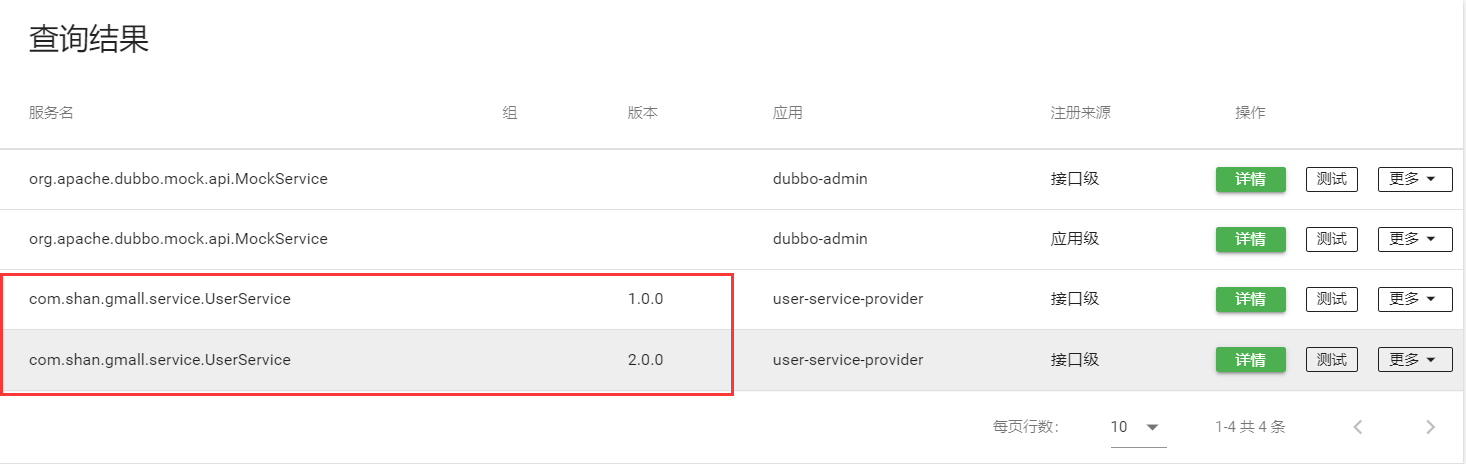 查询结果
服务名 组 版本 应用 注册来源 操作
org.apache.dubbo.mock.api.MockService dubbo-admin 接口级 详情 测试 更多
org.apache.dubbo.mock.api.MockService dubbo-admin 应用级 详情 测试 更多
com.shan.gmall.service.UserService 1.0.0 user-service-provider 接口级 详情 测试 更多
com.shan.gmall.service.UserService 2.0.0 user-service-provider 接口级 详情 测试 更多
每页行数: 10 1-4 共 4 条